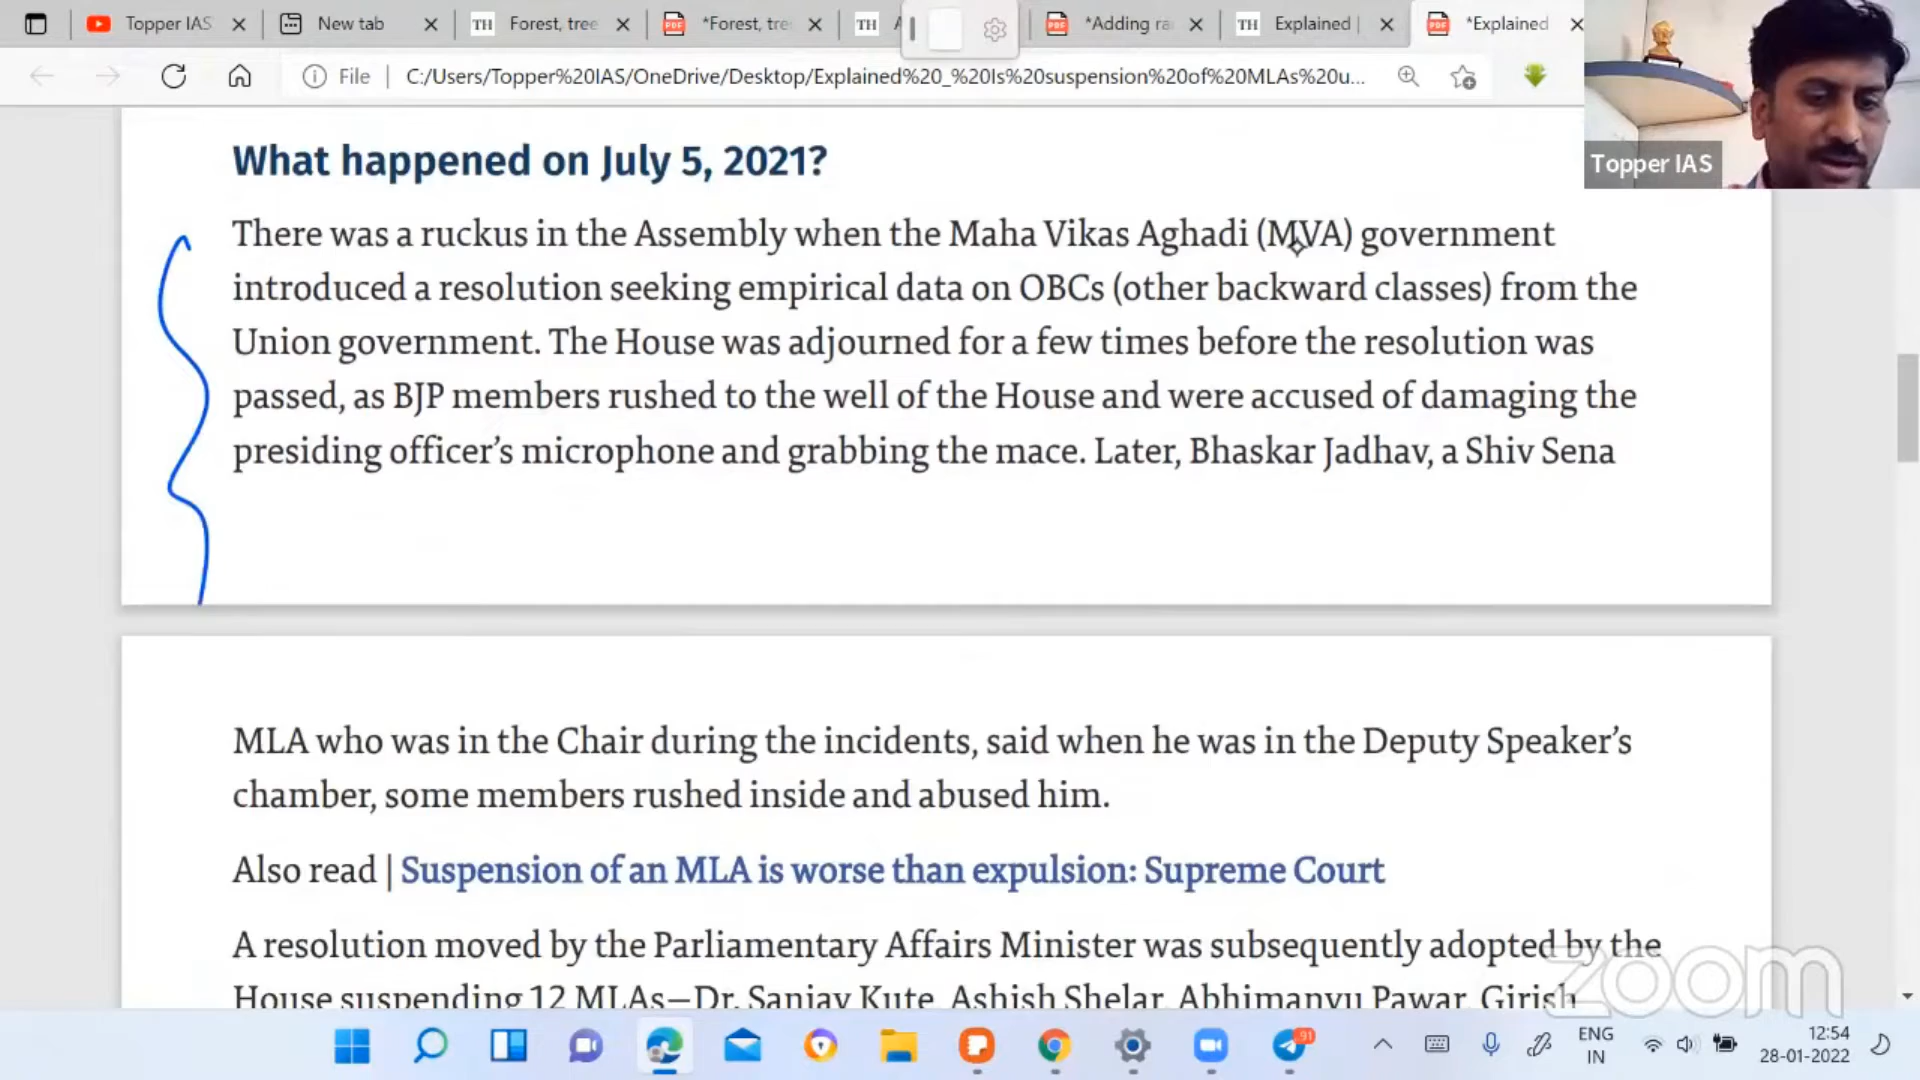 Topper IAS
New tab
Forest, tree
*Forest, tre
*Adding ra
Explained |
*Explained
File
C:/Users/Topper%20IAS/OneDrive/Desktop/Explained%20_%20Is%20suspension%20of%20MLAs%20u...
Topper IAS
What happened on July 5, 2021?
There was a ruckus in the Assembly when the Maha Vikas Aghadi (MVA) government
introduced a resolution seeking empirical data on OBCs (other backward classes) from the
Union government. The House was adjourned for a few times before the resolution was
passed, as BJP members rushed to the well of the House and were accused of damaging the
presiding officer’s microphone and grabbing the mace. Later, Bhaskar Jadhav, a Shiv Sena
MLA who was in the Chair during the incidents, said when he was in the Deputy Speaker’s
chamber, some members rushed inside and abused him.
Also read | Suspension of an MLA is worse than expulsion: Supreme Court
A resolution moved by the Parliamentary Affairs Minister was subsequently adopted by the
House suspending 12 MLAs—Dr. Sanjay Kute, Ashish Shelar, Abhimanyu Pawar, Girish
zoom
91
ENG
IN
12:54
28-01-2022